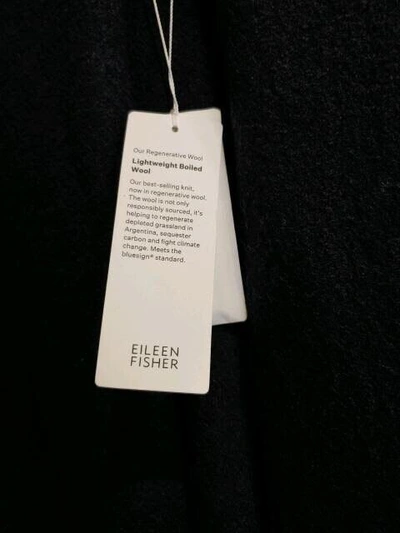 Our Regenerative Wool
Lightweight Boiled
Wool
Our best-selling knit,
now in regenerative wool.
The wool is not only
responsibly sourced, it's
helping to regenerate
depleted grassland in
Argentina, sequester
carbon and fight climate
change. Meets the
bluesign® standard.
EILEEN
FISHER